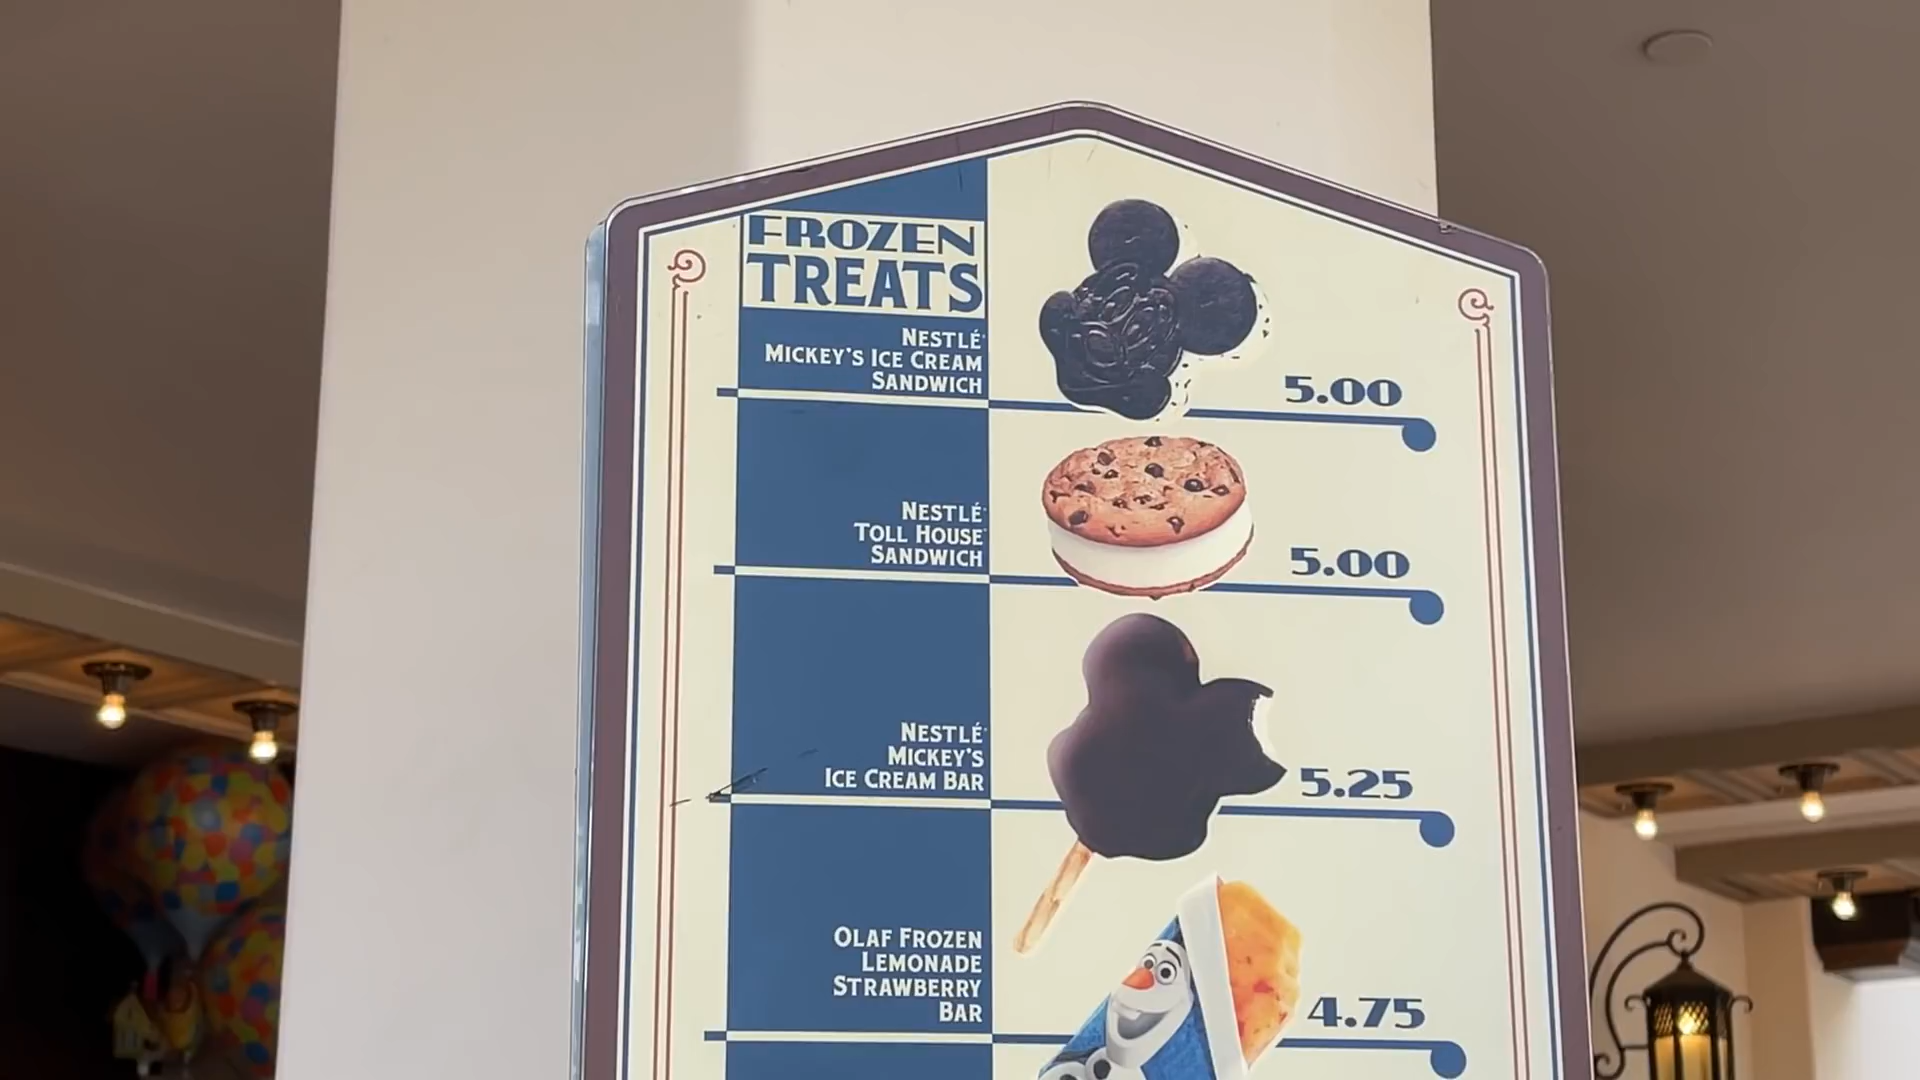 FROZEN
TREATS
NESTLÉ
MICKEY'S ICE CREAM
SANDWICH
5.00
NESTLÉ
TOLL HOUSE
SANDWICH
5.00
NESTLÉ
MICKEY'S
ICE CREAM BAR
5.25
OLAF FROZEN
LEMONADE
STRAWBERRY
BAR
4.75